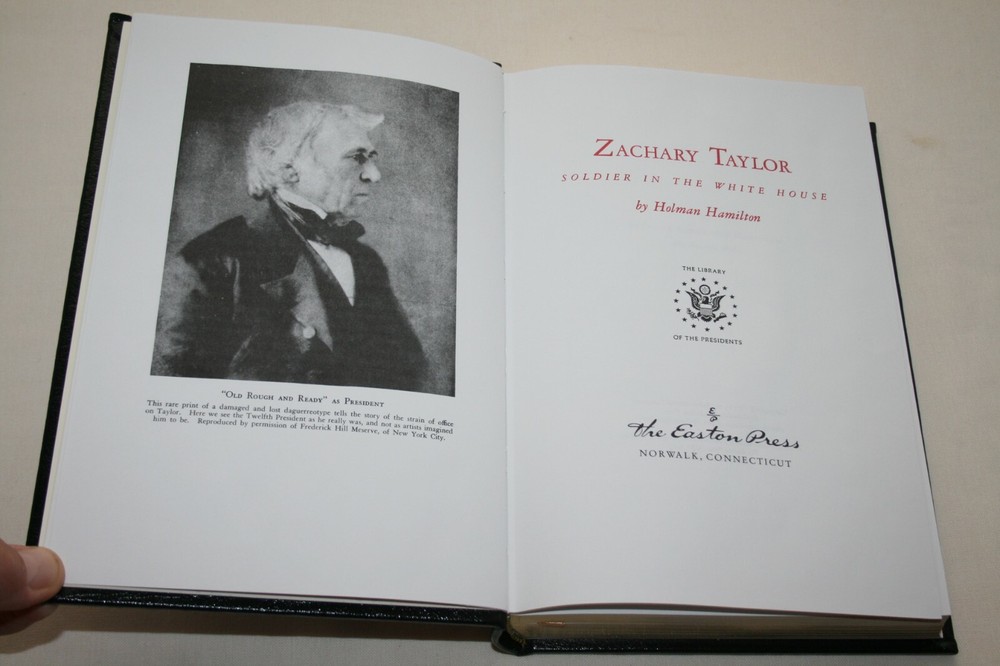 "Old Rough and Ready" as President
This rare print of a damaged and lost daguerreotype tells the story of the strain of office
on Taylor. Here we see the Twelfth President as he really was, and not as artists imagined
him to be. Reproduced by permission of Frederick Hill Meserve, of New York City.
ZACHARY TAYLOR
SOLDIER IN THE WHITE HOUSE
by Holman Hamilton
THE LIBRARY
OF THE PRESIDENTS
EP
The Easton Press
NORWALK, CONNECTICUT